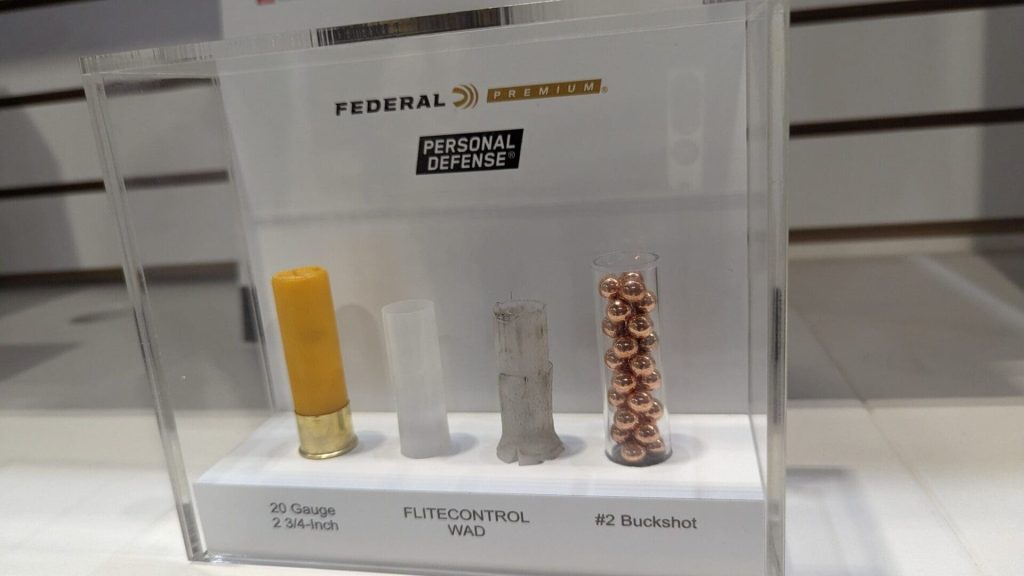 FEDERAL PREMIUM®
PERSONAL
DEFENSE®
20 Gauge
2 3/4-Inch
FLITECONTROL
WAD
#2 Buckshot